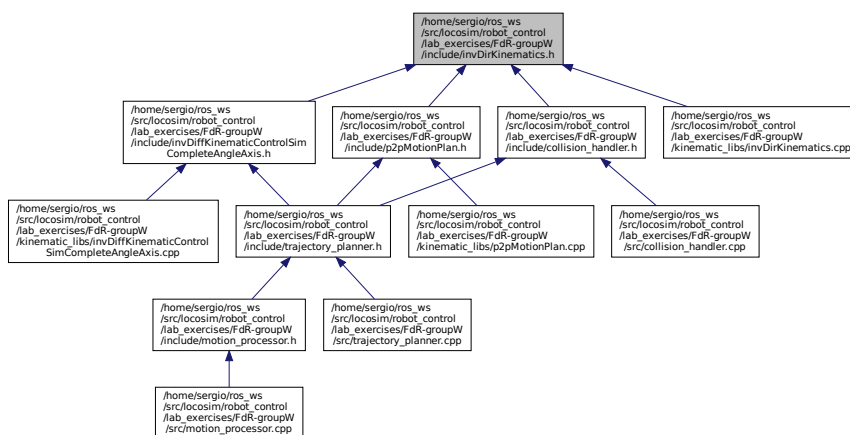 /home/sergio/ros_ws
/src/locosim/robot_control
/lab_exercises/FdR-groupW
/include/invDirKinematics.h
/home/sergio/ros_ws
/src/locosim/robot_control
/lab_exercises/FdR-groupW
/include/invDiffKinematicControlSim
CompleteAngleAxis.h
/home/sergio/ros_ws
/src/locosim/robot_control
/lab_exercises/FdR-groupW
/include/p2pMotionPlan.h
/home/sergio/ros_ws
/src/locosim/robot_control
/lab_exercises/FdR-groupW
/include/collision_handler.h
/home/sergio/ros_ws
/src/locosim/robot_control
/lab_exercises/FdR-groupW
/kinematic_libs/invDirKinematics.cpp
/home/sergio/ros_ws
/src/locosim/robot_control
/lab_exercises/FdR-groupW
/kinematic_libs/invDiffKinematicControl
SimCompleteAngleAxis.cpp
/home/sergio/ros_ws
/src/locosim/robot_control
/lab_exercises/FdR-groupW
/include/trajectory_planner.h
/home/sergio/ros_ws
/src/locosim/robot_control
/lab_exercises/FdR-groupW
/kinematic_libs/p2pMotionPlan.cpp
/home/sergio/ros_ws
/src/locosim/robot_control
/lab_exercises/FdR-groupW
/src/collision_handler.cpp
/home/sergio/ros_ws
/src/locosim/robot_control
/lab_exercises/FdR-groupW
/include/motion_processor.h
/home/sergio/ros_ws
/src/locosim/robot_control
/lab_exercises/FdR-groupW
/src/trajectory_planner.cpp
/home/sergio/ros_ws
/src/locosim/robot_control
/lab_exercises/FdR-groupW
/src/motion_processor.cpp